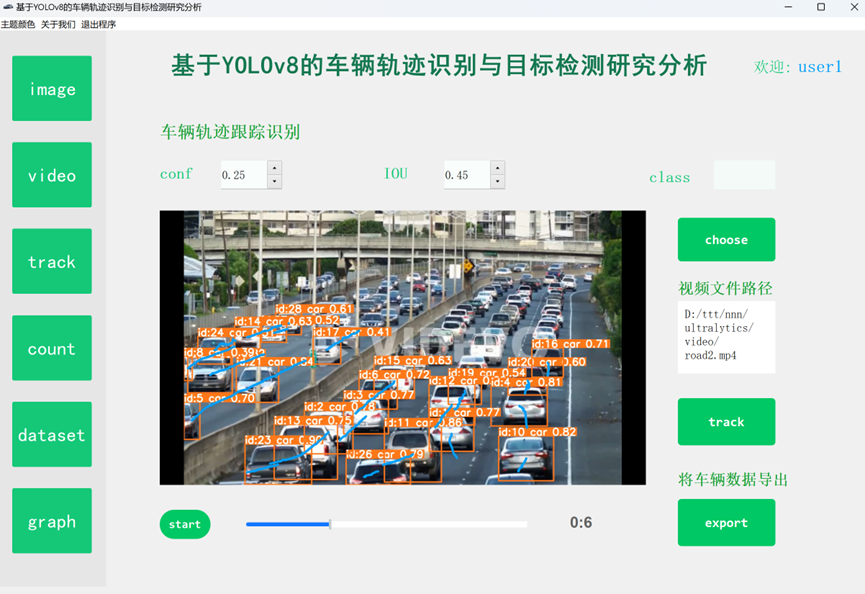 基于YOLOv8的车辆轨迹识别与目标检测研究分析
主题颜色 关于我们 退出程序
基于YOLOv8的车辆轨迹识别与目标检测研究分析
欢迎: user1
image
video
track
count
dataset
graph
车辆轨迹跟踪识别
conf 0.25
IOU 0.45
class
id:28 car 0.61
id:14 car 0.63
0.52
id:24 car
id:17 car 0.41
id:16 car 0.71
id:8 car 0.39
id:15 car 0.63
id:20 car 0.60
id:6 car 0.72
id:19 car 0.54
id:12 car
id:4 car 0.81
id:5 car 0.70
id:3 car 0.77
id:2 car 0.78
car 0.77
id:13 car 0.75
id:11 car 0.86
id:10 car 0.82
id:23 car 0.90
id:26 car 0.79
choose
视频文件路径
D:/ttt/nnn/
ultralytics/
video/
road2.mp4
track
将车辆数据导出
export
start
0:6